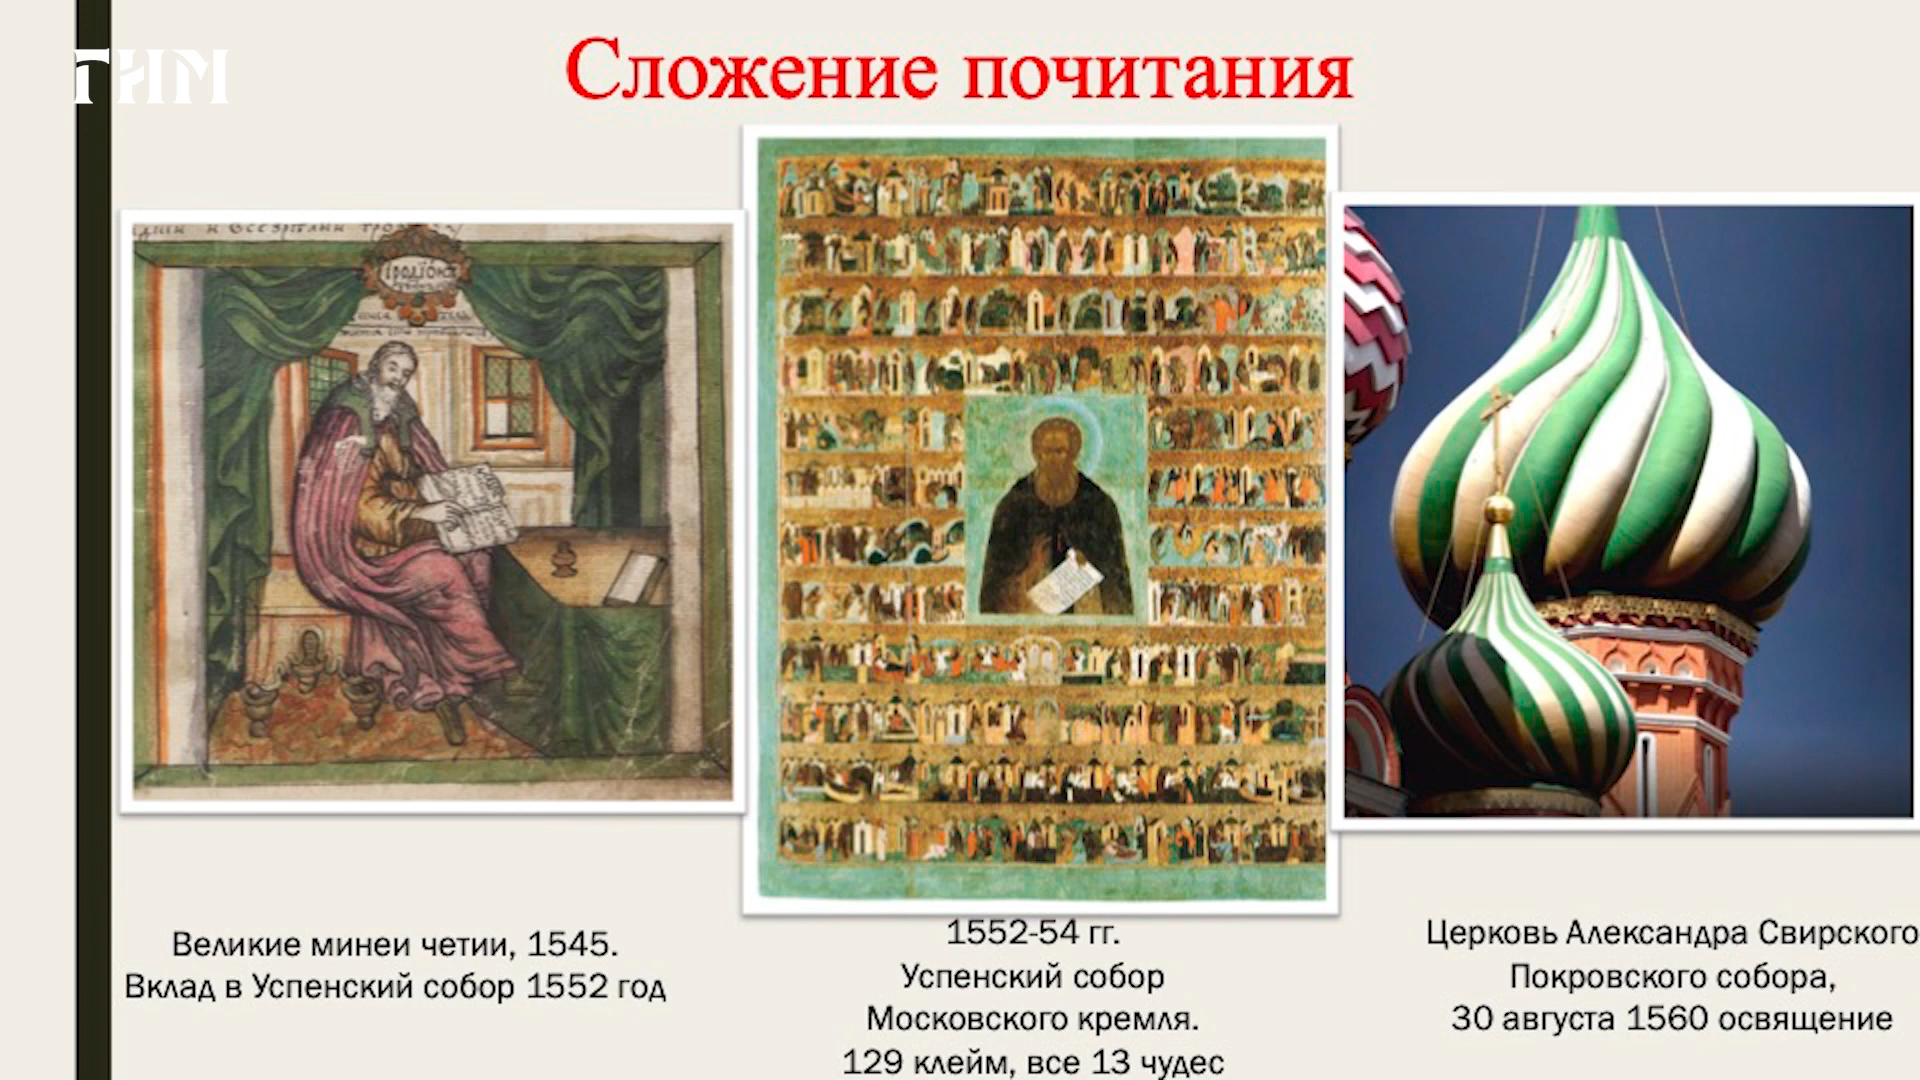 ГИМ
Сложение почитания
Великие минеи четии, 1545.
Вклад в Успенский собор 1552 год
1552-54 гг.
Успенский собор
Московского кремля.
129 клейм, все 13 чудес
Церковь Александра Свирского
Покровского собора,
30 августа 1560 освящение